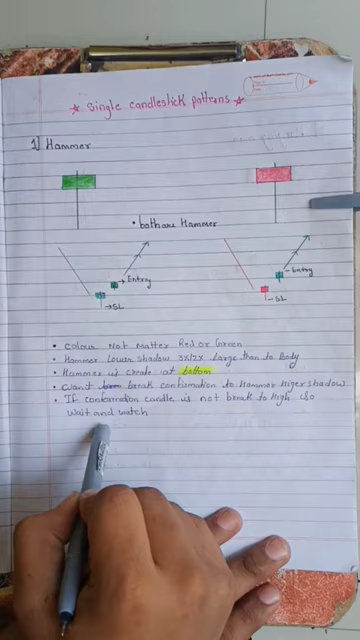 ★ Single candlestick patterns ★
1] Hammer
• both are Hammer
→ Entry
→ SL
- Entry
- SL
• Colour Not Matter Red or Green
• Hammer Lower Shadow 3X/2X Large than to Body
• Hammer is create at bottom
• Want break confirmation to Hammer higer shadow
• If confermation candle is not break to high so
wait and watch